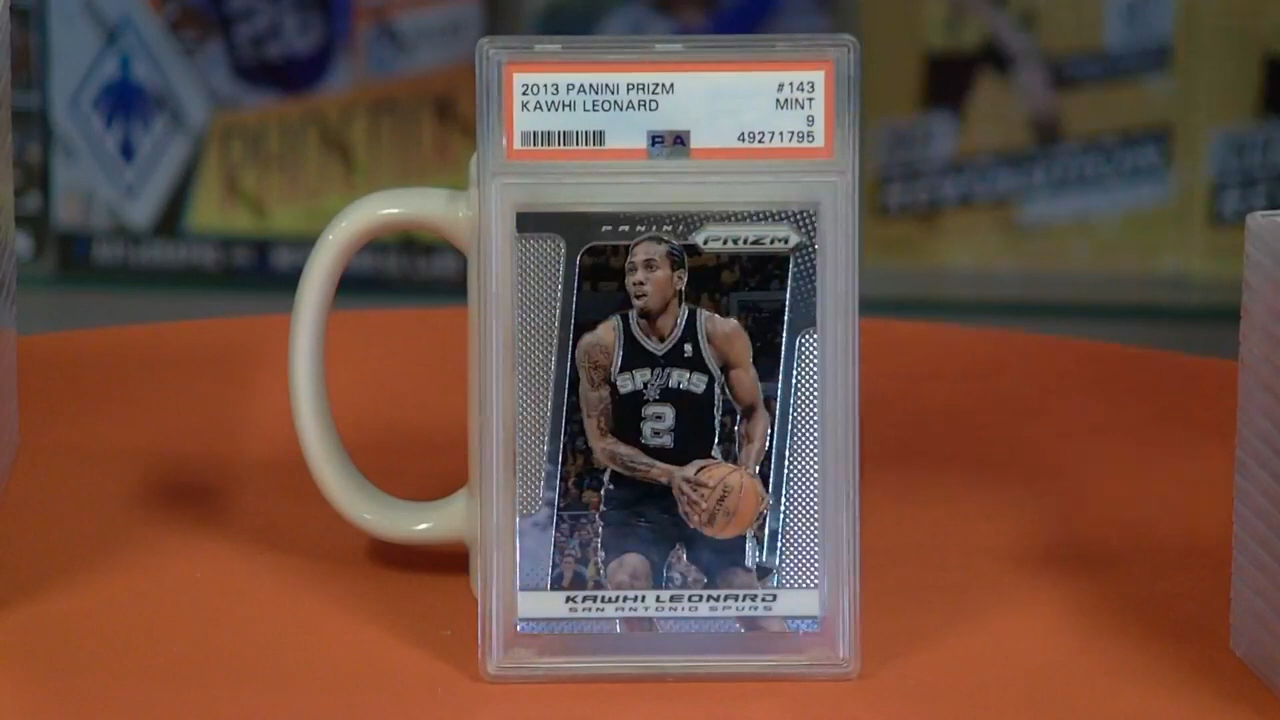 2013 PANINI PRIZM #143
KAWHI LEONARD MINT
9
PSA 49271795
PANINI PRIZM
SPURS
2
KAWHI LEONARD
SAN ANTONIO SPURS